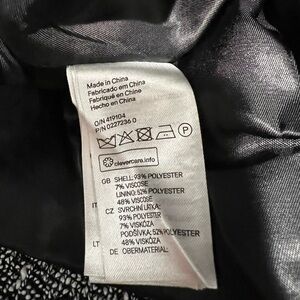 Made in China
Fabricado em China
Fabriqué en Chine
Hecho en China
O/N 419104
P/N 0227236 0
P
clevercare.info
GB SHELL: 93% POLYESTER
7% VISCOSE
LINING: 52% POLYESTER
48% VISCOSE
CZ SVRCHNÍ LÁTKA:
93% POLYESTER
7% VISKÓZA
PODŠÍVKA: 52% POLYESTER
48% VISKÓZA
DE OBERMATERIAL: